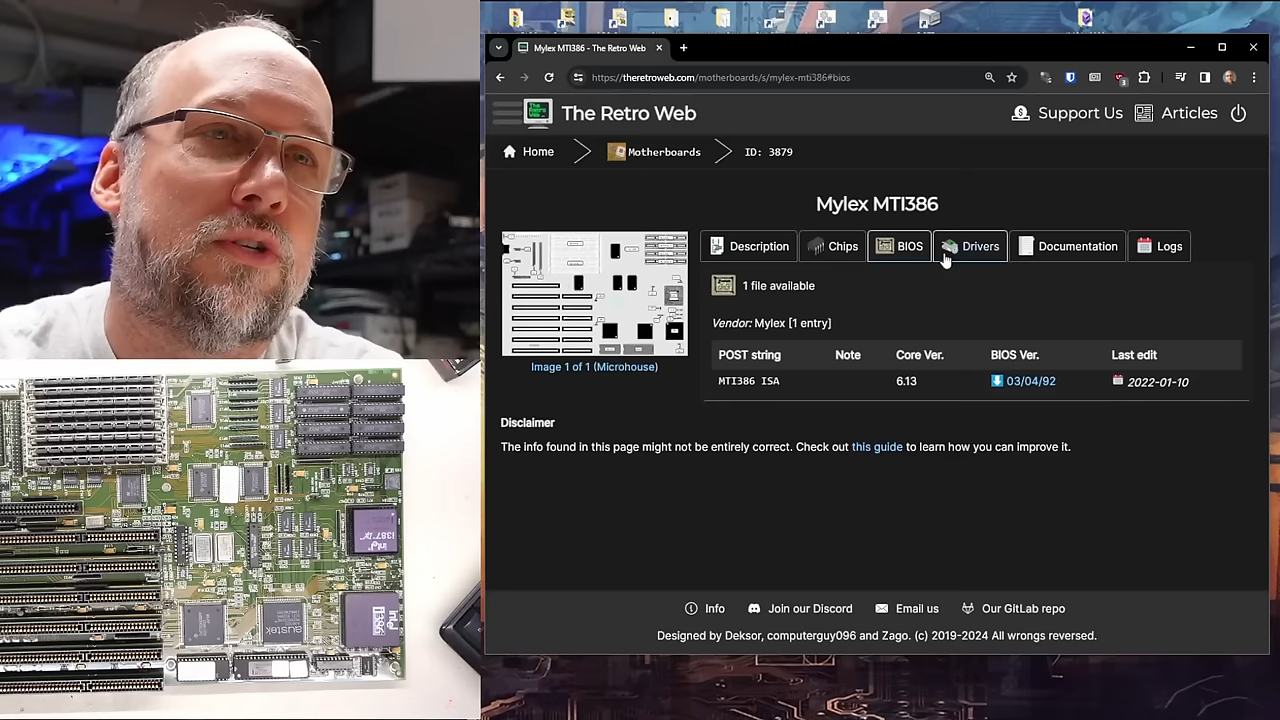 Mylex MTI386 - The Retro Web
https://theretroweb.com/motherboards/s/mylex-mti386#bios
The Retro Web
Support Us
Articles
Home
Motherboards
ID: 3879
Mylex MTI386
Description
Chips
BIOS
Drivers
Documentation
Logs
Image 1 of 1 (Microhouse)
1 file available
Vendor: Mylex [1 entry]
POST string Note Core Ver. BIOS Ver. Last edit
MTI386 ISA 6.13 03/04/92 2022-01-10
Disclaimer
The info found in this page might not be entirely correct. Check out this guide to learn how you can improve it.
Info
Join our Discord
Email us
Our GitLab repo
Designed by Deksor, computerguy096 and Zago. (c) 2019-2024 All wrongs reversed.
intel
i387
intel
i386
AUSTEK